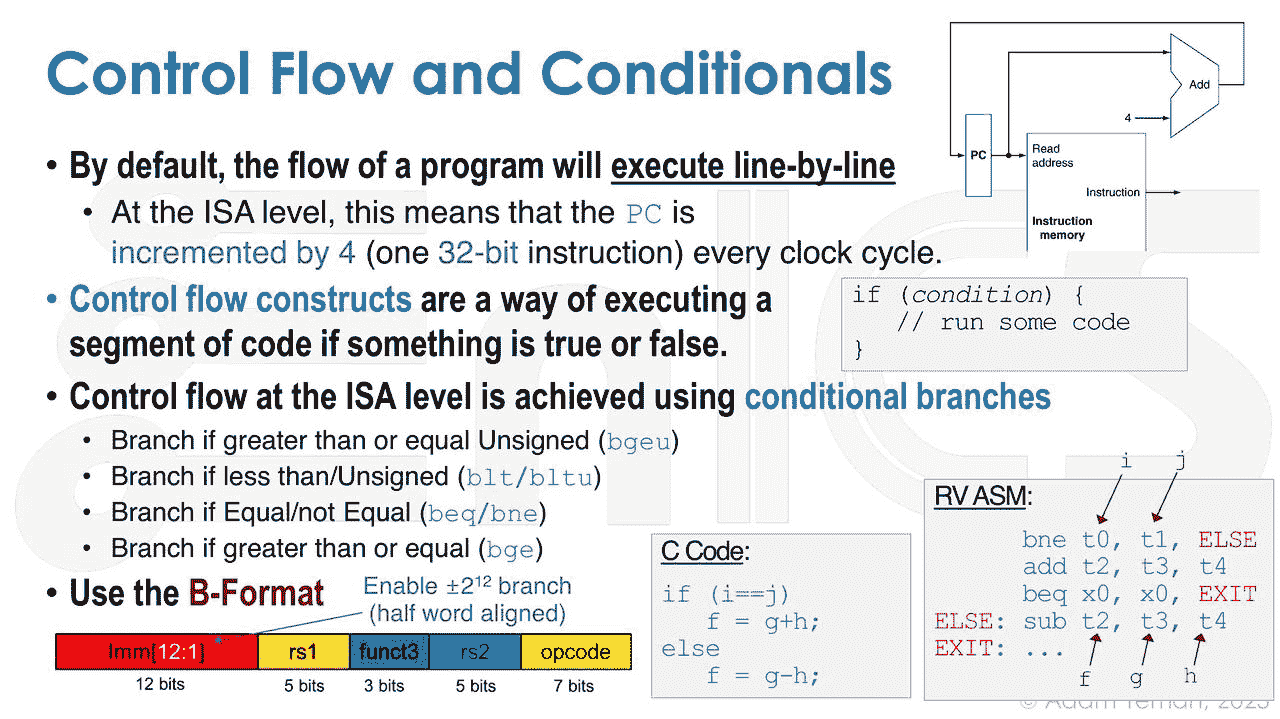 Control Flow and Conditionals
• By default, the flow of a program will execute line-by-line
• At the ISA level, this means that the PC is
incremented by 4 (one 32-bit instruction) every clock cycle.
• Control flow constructs are a way of executing a
segment of code if something is true or false.
• Control flow at the ISA level is achieved using conditional branches
• Branch if greater than or equal Unsigned (bgeu)
• Branch if less than/Unsigned (blt/bltu)
• Branch if Equal/not Equal (beq/bne)
• Branch if greater than or equal (bge)
• Use the B-Format
Enable ±2¹² branch
(half word aligned)
Imm[12:1] rs1 funct3 rs2 opcode
12 bits 5 bits 3 bits 5 bits 7 bits
Add
4
PC
Read
address
Instruction
Instruction
memory
if (condition) {
// run some code
}
C Code:
if (i==j)
f = g+h;
else
f = g-h;
i j
RV ASM:
bne t0, t1, ELSE
add t2, t3, t4
beq x0, x0, EXIT
ELSE: sub t2, t3, t4
EXIT: ...
f g h
© Adam Teman, 2023